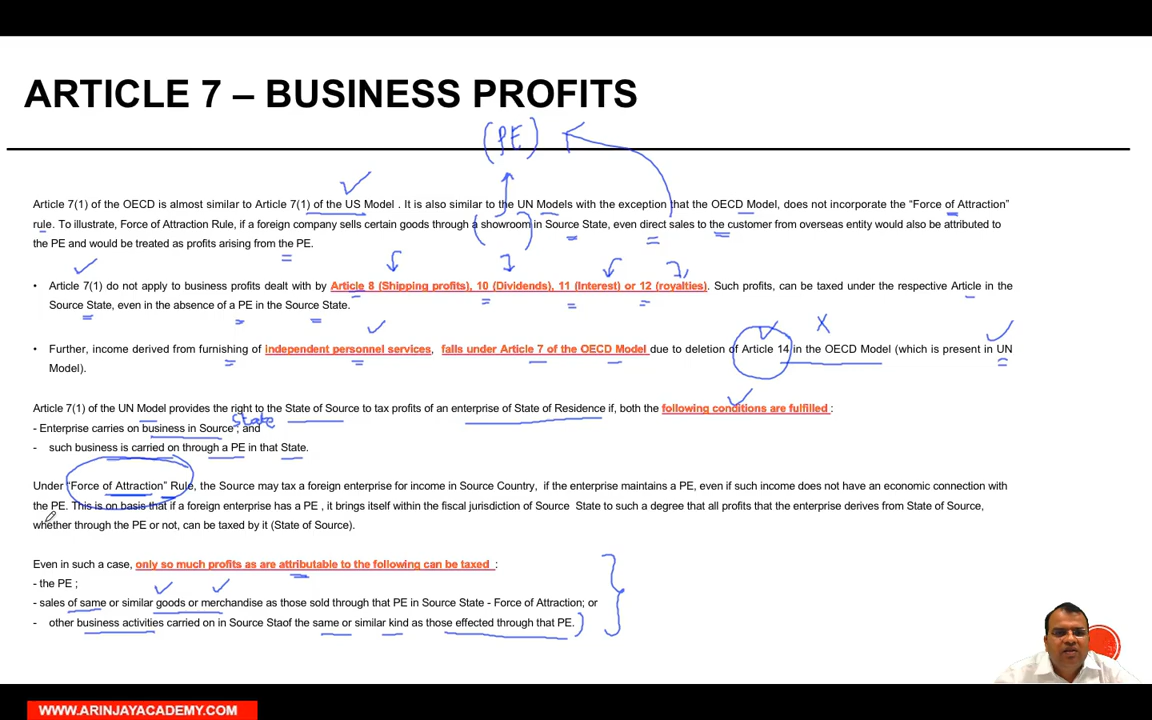 ARTICLE 7 – BUSINESS PROFITS
(PE)
Article 7(1) of the OECD is almost similar to Article 7(1) of the US Model . It is also similar to the UN Models with the exception that the OECD Model, does not incorporate the “Force of Attraction”
rule. To illustrate, Force of Attraction Rule, if a foreign company sells certain goods through a showroom in Source State, even direct sales to the customer from overseas entity would also be attributed to
the PE and would be treated as profits arising from the PE.
• Article 7(1) do not apply to business profits dealt with by Article 8 (Shipping profits), 10 (Dividends), 11 (Interest) or 12 (royalties). Such profits, can be taxed under the respective Article in the
Source State, even in the absence of a PE in the Source State.
• Further, income derived from furnishing of independent personnel services, falls under Article 7 of the OECD Model due to deletion of Article 14 in the OECD Model (which is present in UN
Model).
Article 7(1) of the UN Model provides the right to the State of Source to tax profits of an enterprise of State of Residence if, both the following conditions are fulfilled :
State
- Enterprise carries on business in Source ; and
- such business is carried on through a PE in that State.
Under “Force of Attraction” Rule, the Source may tax a foreign enterprise for income in Source Country, if the enterprise maintains a PE, even if such income does not have an economic connection with
the PE. This is on basis that if a foreign enterprise has a PE , it brings itself within the fiscal jurisdiction of Source State to such a degree that all profits that the enterprise derives from State of Source,
whether through the PE or not, can be taxed by it (State of Source).
Even in such a case, only so much profits as are attributable to the following can be taxed :
- the PE ;
- sales of same or similar goods or merchandise as those sold through that PE in Source State - Force of Attraction; or
- other business activities carried on in Source Staof the same or similar kind as those effected through that PE.
WWW.ARINJAYACADEMY.COM